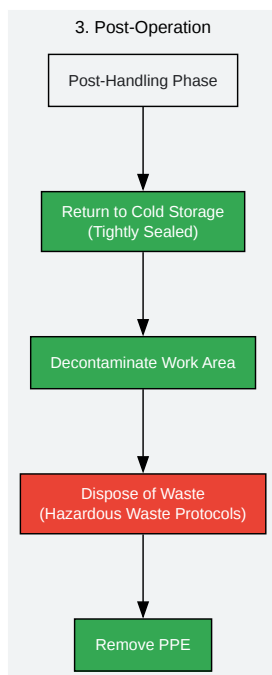 3. Post-Operation
Post-Handling Phase
Return to Cold Storage
(Tightly Sealed)
Decontaminate Work Area
Dispose of Waste
(Hazardous Waste Protocols)
Remove PPE